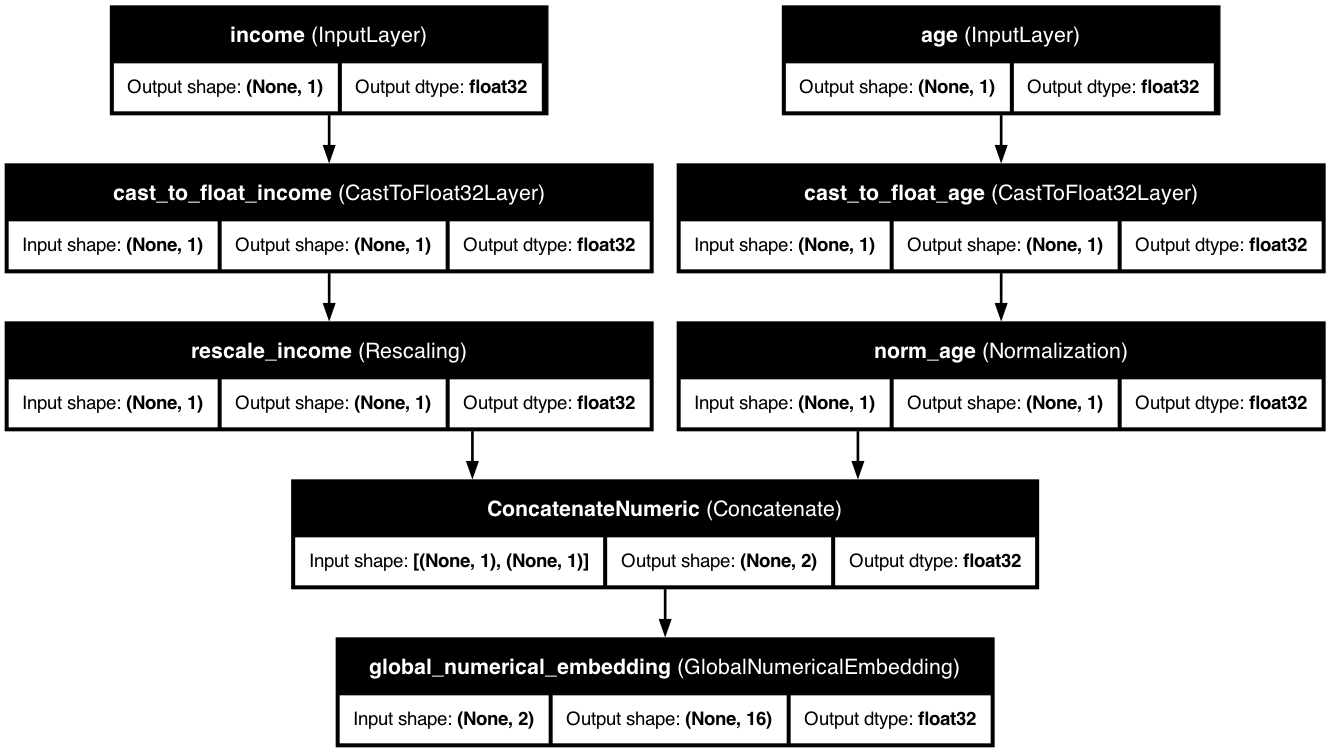 income (InputLayer)
Output shape: (None, 1) Output dtype: float32
age (InputLayer)
Output shape: (None, 1) Output dtype: float32
cast_to_float_income (CastToFloat32Layer)
Input shape: (None, 1) Output shape: (None, 1) Output dtype: float32
cast_to_float_age (CastToFloat32Layer)
Input shape: (None, 1) Output shape: (None, 1) Output dtype: float32
rescale_income (Rescaling)
Input shape: (None, 1) Output shape: (None, 1) Output dtype: float32
norm_age (Normalization)
Input shape: (None, 1) Output shape: (None, 1) Output dtype: float32
ConcatenateNumeric (Concatenate)
Input shape: [(None, 1), (None, 1)] Output shape: (None, 2) Output dtype: float32
global_numerical_embedding (GlobalNumericalEmbedding)
Input shape: (None, 2) Output shape: (None, 16) Output dtype: float32